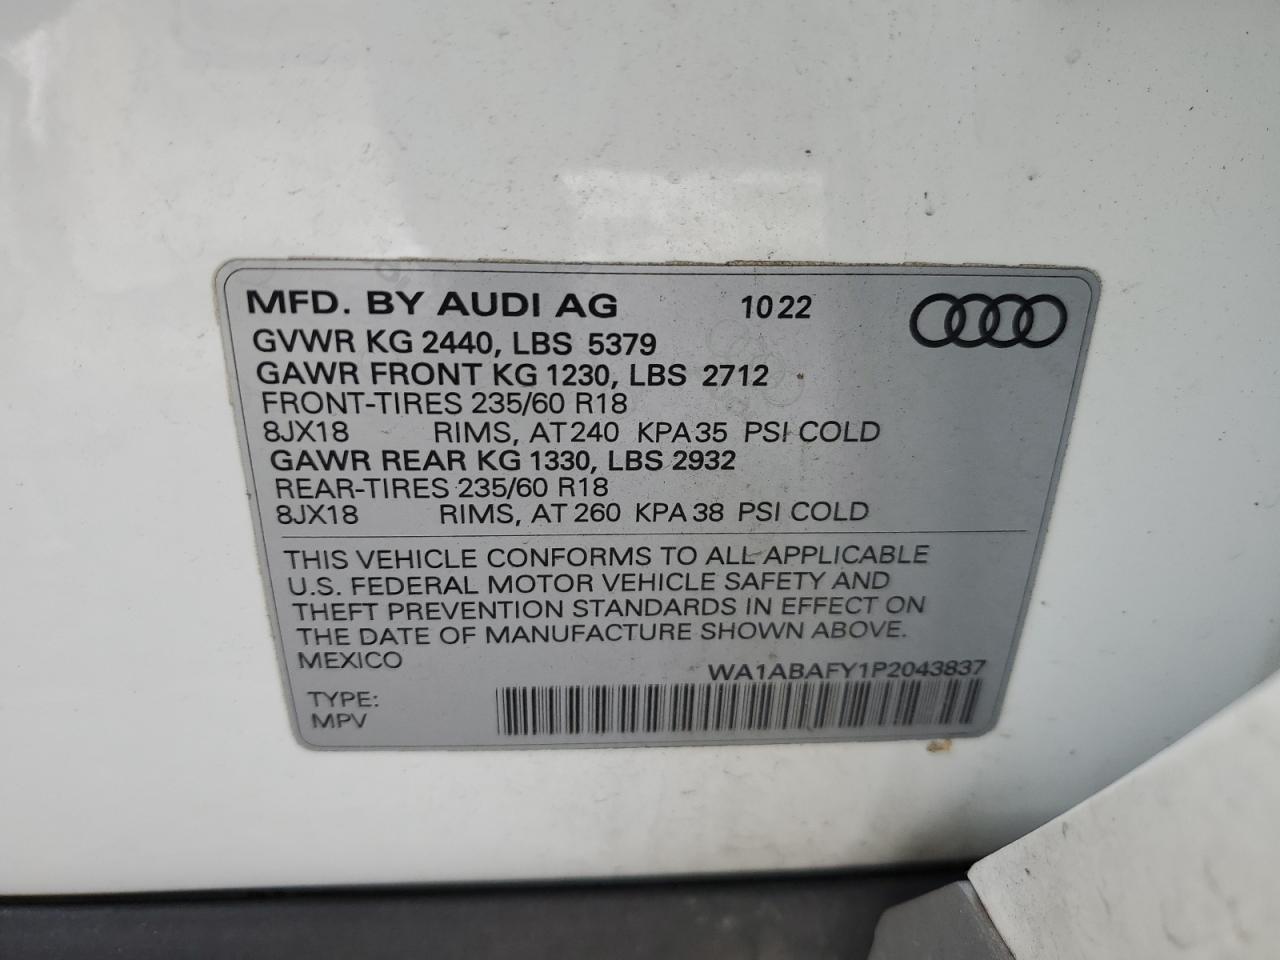 MFD. BY AUDI AG 10 22
GVWR KG 2440, LBS 5379
GAWR FRONT KG 1230, LBS 2712
FRONT-TIRES 235/60 R18
8JX18 RIMS, AT 240 KPA 35 PSI COLD
GAWR REAR KG 1330, LBS 2932
REAR-TIRES 235/60 R18
8JX18 RIMS, AT 260 KPA 38 PSI COLD
THIS VEHICLE CONFORMS TO ALL APPLICABLE
U.S. FEDERAL MOTOR VEHICLE SAFETY AND
THEFT PREVENTION STANDARDS IN EFFECT ON
THE DATE OF MANUFACTURE SHOWN ABOVE.
MEXICO WA1ABAFY1P2043837
TYPE:
MPV